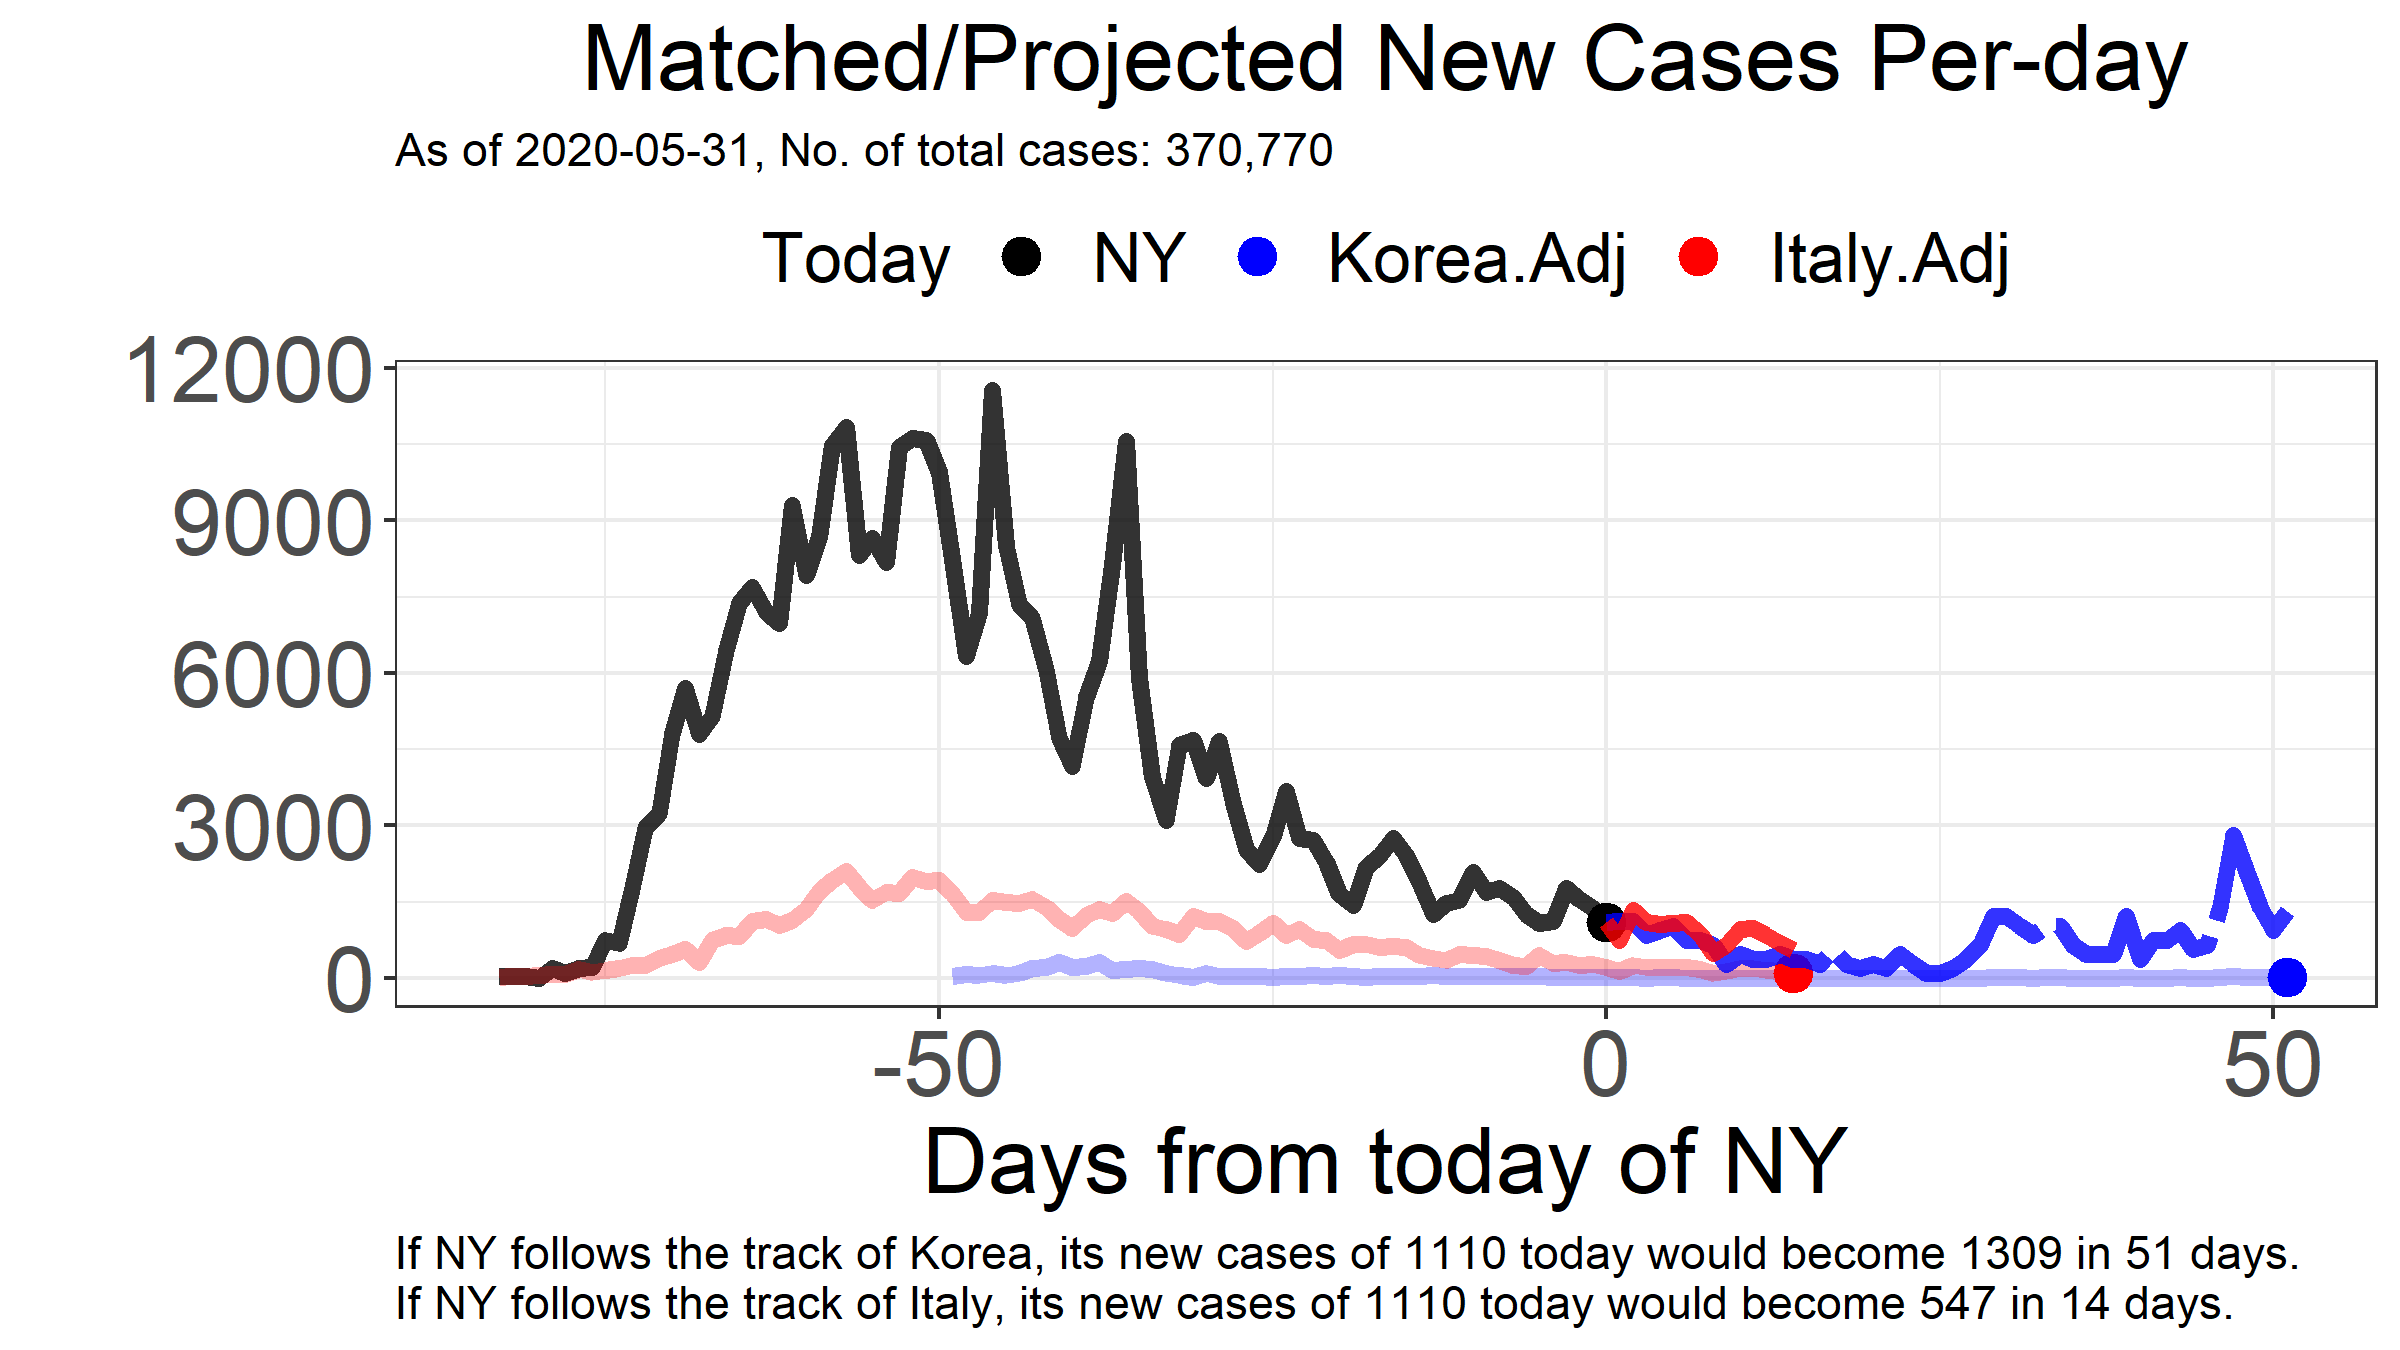 Matched/Projected New Cases Per-day
As of 2020-05-31, No. of total cases: 370,770
Today NY Korea.Adj Italy.Adj
12000
9000
6000
3000
0
-50 0 50
Days from today of NY
If NY follows the track of Korea, its new cases of 1110 today would become 1309 in 51 days.
If NY follows the track of Italy, its new cases of 1110 today would become 547 in 14 days.